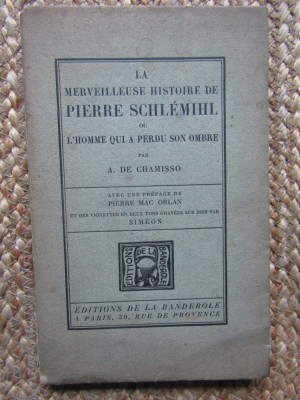 LA
MERVEILLEUSE HISTOIRE DE
PIERRE SCHLÉMIHL
OU
L'HOMME QUI A PERDU SON OMBRE
PAR
A. DE CHAMISSO
AVEC UNE PRÉFACE DE
PIERRE MAC ORLAN
ET DES VIGNETTES EN DEUX TONS GRAVÉES SUR BOIS PAR
SIMÉON
EDITIONS
DE LA
BANDEROLE
ÉDITIONS DE LA BANDEROLE
A PARIS, 50, RUE DE PROVENCE